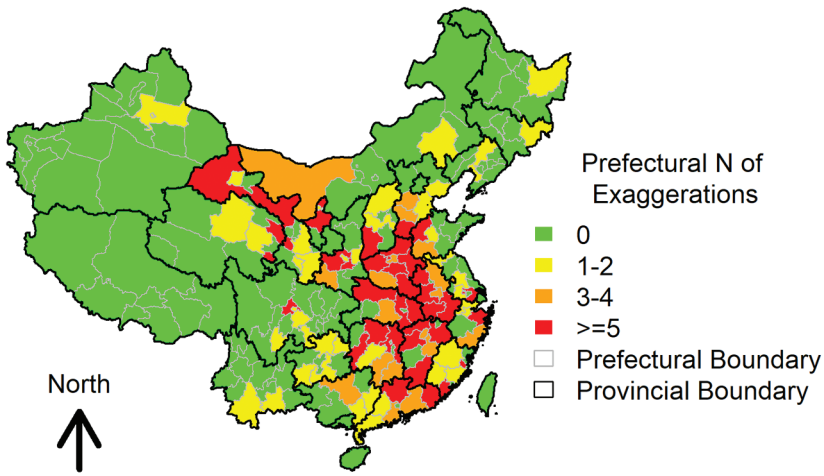 Prefectural N of
Exaggerations
0
1-2
3-4
>=5
Prefectural Boundary
Provincial Boundary
North